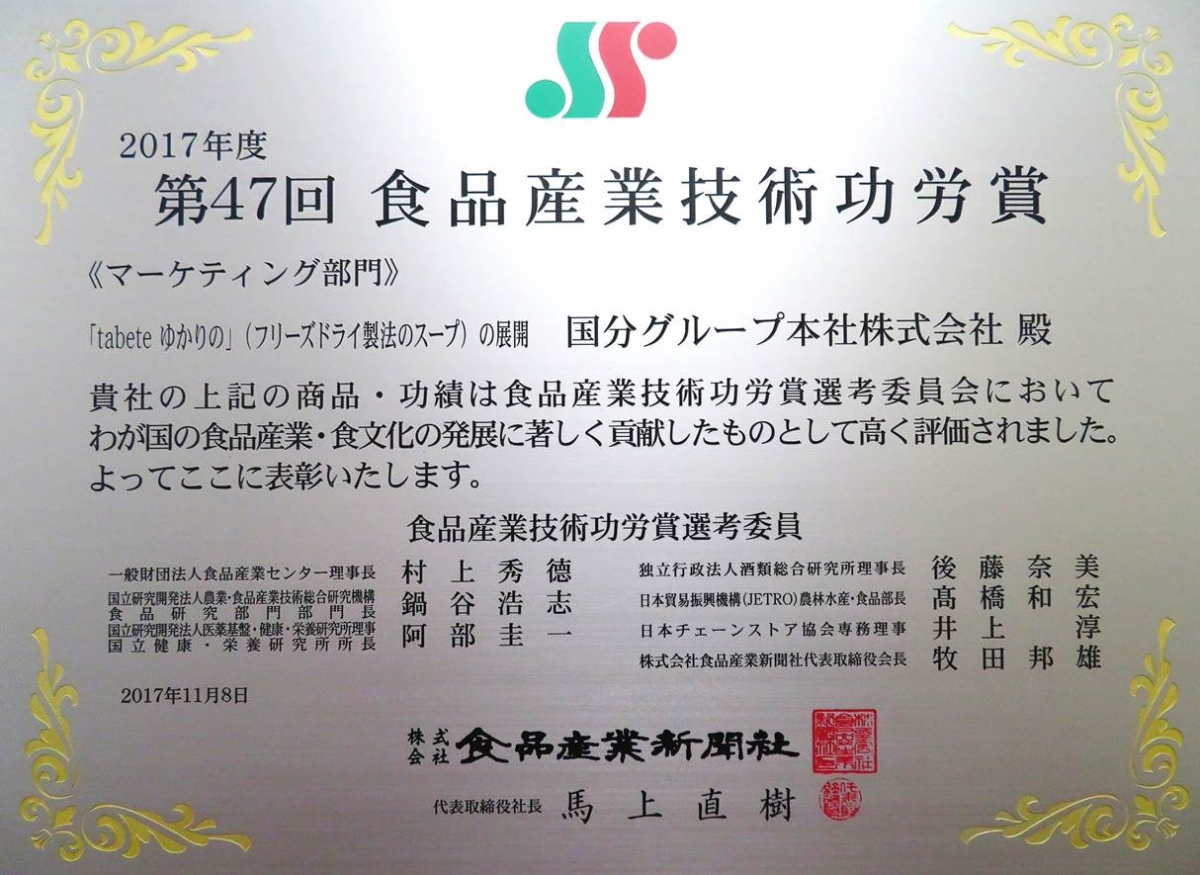 2017年度
第47回 食品産業技術功労賞
《マーケティング部門》
「tabete ゆかりの」(フリーズドライ製法のスープ)の展開 国分グループ本社株式会社 殿
貴社の上記の商品・功績は食品産業技術功労賞選考委員会において
わが国の食品産業・食文化の発展に著しく貢献したものとして高く評価されました。
よってここに表彰いたします。
食品産業技術功労賞選考委員
一般財団法人食品産業センター理事長 村上秀徳
国立研究開発法人農業・食品産業技術総合研究機構
食品研究部門部門長 鍋谷浩志
国立研究開発法人医薬基盤・健康・栄養研究所理事
国立健康・栄養研究所所長 阿部圭一
独立行政法人酒類総合研究所理事長 後藤奈美
日本貿易振興機構(JETRO)農林水産・食品部長 髙橋和宏
日本チェーンストア協会専務理事 井上淳
株式会社食品産業新聞社代表取締役会長 牧田邦雄
2017年11月8日
株式会社 食品産業新聞社
代表取締役社長 馬上直樹